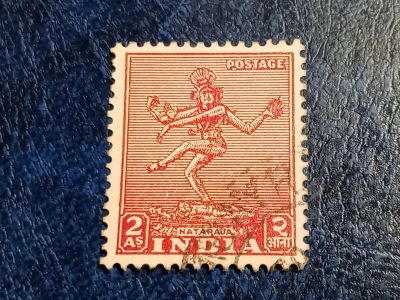 POSTAGE
2 २
AS आना
NATARAJA
INDIA